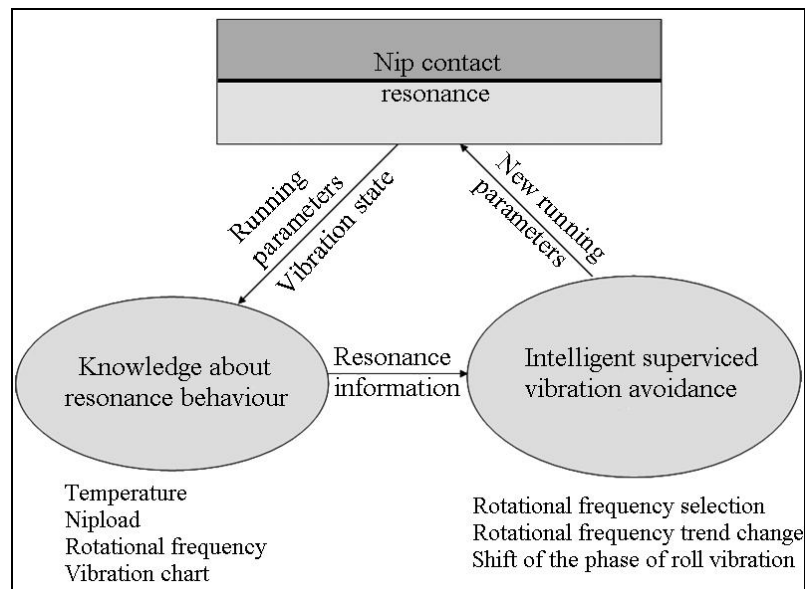 Nip contact
resonance
Running
parameters
Vibration state
New running
parameters
Knowledge about
resonance behaviour
Resonance
information
Intelligent superviced
vibration avoidance
Temperature
Nipload
Rotational frequency
Vibration chart
Rotational frequency selection
Rotational frequency trend change
Shift of the phase of roll vibration